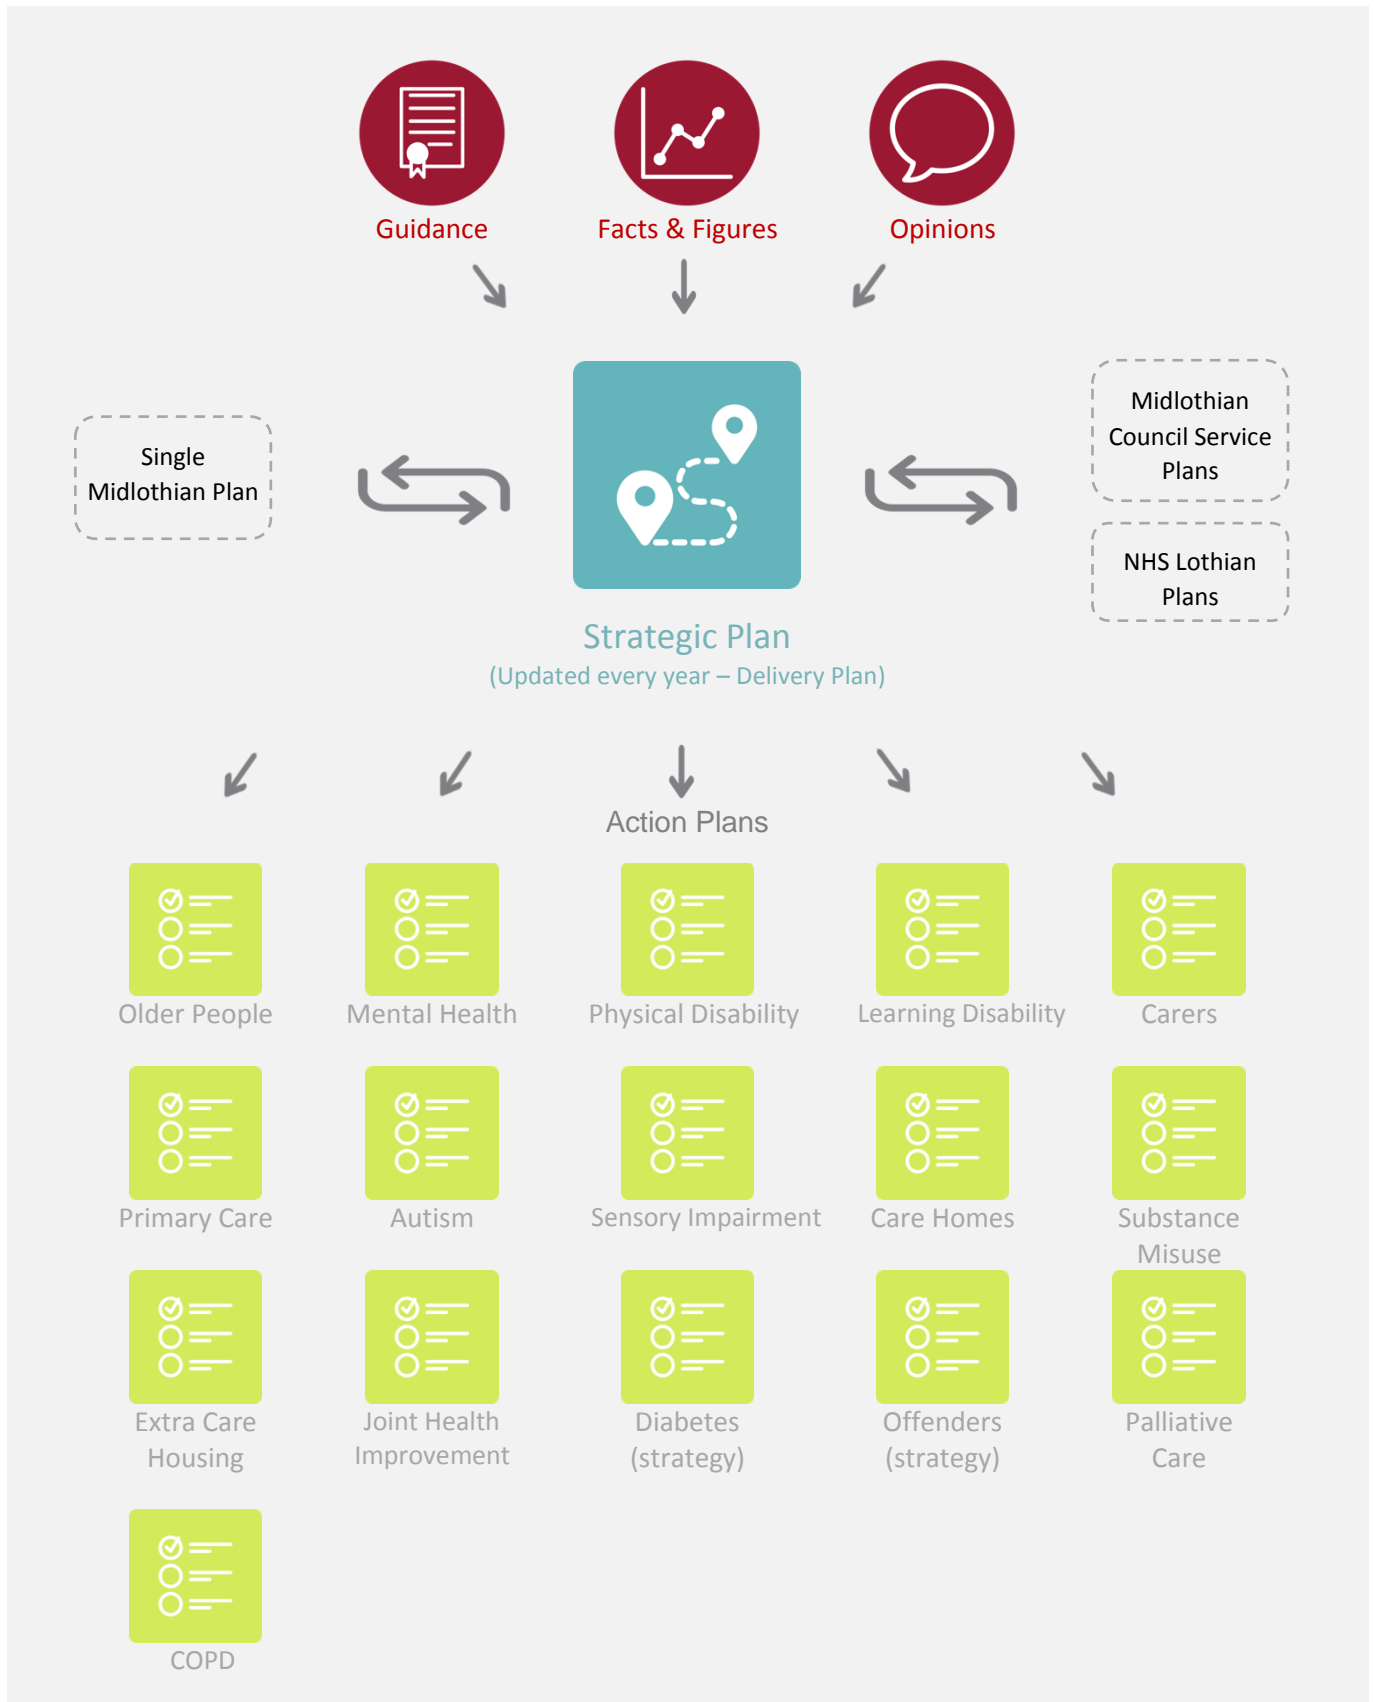 Guidance
Facts & Figures
Opinions
Single
Midlothian Plan
Midlothian
Council Service
Plans
NHS Lothian
Plans
Strategic Plan
(Updated every year – Delivery Plan)
Action Plans
Older People
Mental Health
Physical Disability
Learning Disability
Carers
Primary Care
Autism
Sensory Impairment
Care Homes
Substance
Misuse
Extra Care
Housing
Joint Health
Improvement
Diabetes
(strategy)
Offenders
(strategy)
Palliative
Care
COPD